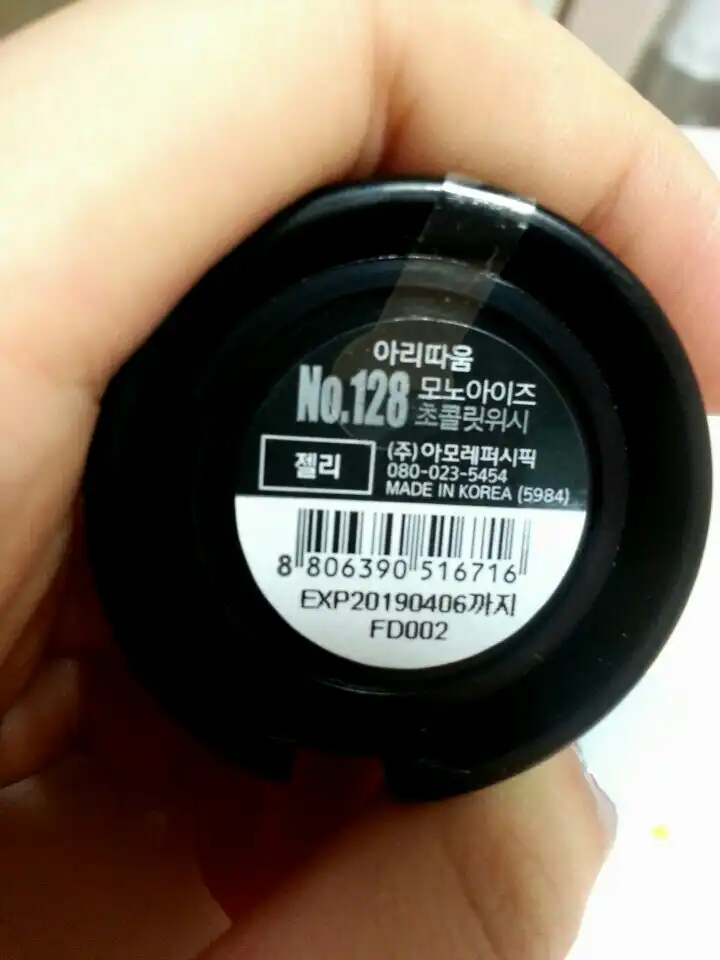 아리따움
No.128 모노아이즈
초콜릿위시
젤리
(주)아모레퍼시픽
080-023-5454
MADE IN KOREA (5984)
8 806390 516716
EXP20190406까지
FD002